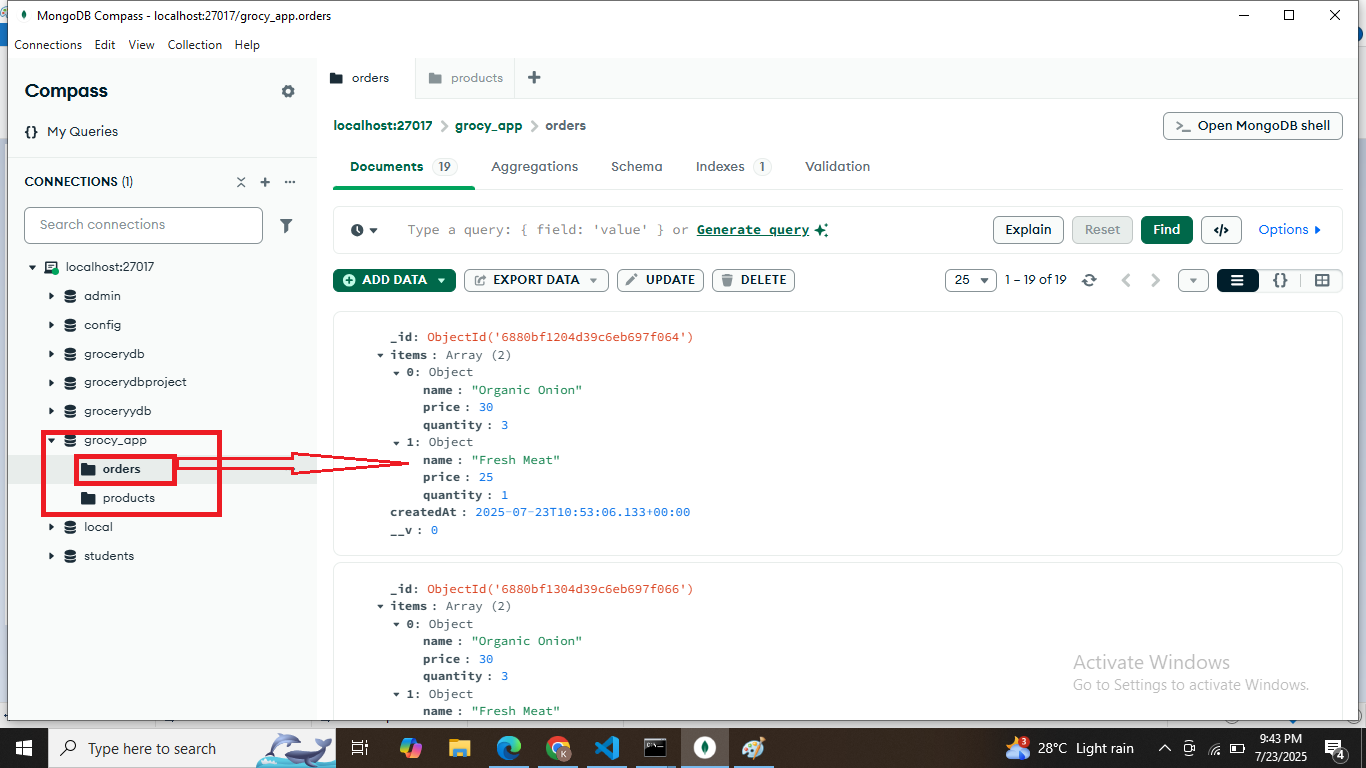 MongoDB Compass - localhost:27017/grocy_app.orders
Connections Edit View Collection Help
Compass
{} My Queries
CONNECTIONS (1)
Search connections
localhost:27017
admin
config
grocerydb
grocerydbproject
groceryydb
grocy_app
orders
products
local
students
orders products +
localhost:27017 > grocy_app > orders
>_ Open MongoDB shell
Documents 19 Aggregations Schema Indexes 1 Validation
Type a query: { field: 'value' } or Generate query
Explain Reset Find </> Options
ADD DATA EXPORT DATA UPDATE DELETE
25 1 – 19 of 19 {}
_id: ObjectId('6880bf1204d39c6eb697f064')
items : Array (2)
0: Object
name : "Organic Onion"
price : 30
quantity : 3
1: Object
name : "Fresh Meat"
price : 25
quantity : 1
createdAt : 2025-07-23T10:53:06.133+00:00
__v : 0
_id: ObjectId('6880bf1304d39c6eb697f066')
items : Array (2)
0: Object
name : "Organic Onion"
price : 30
quantity : 3
1: Object
name : "Fresh Meat"
Activate Windows
Go to Settings to activate Windows.
Type here to search
K
3
28°C Light rain
9:43 PM
7/23/2025
4